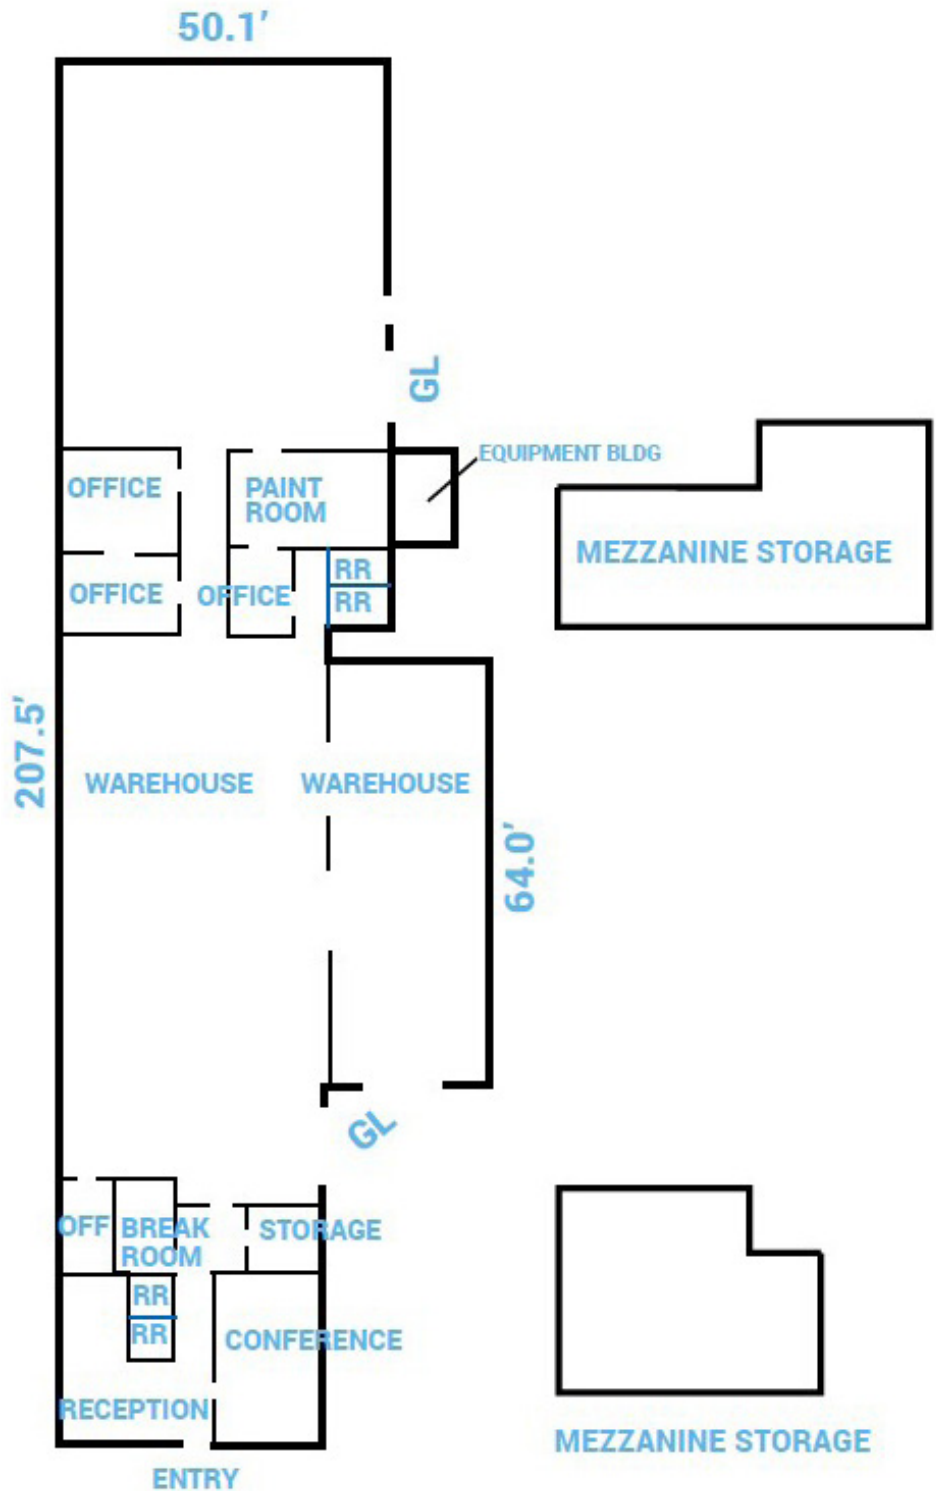 50.1'
GL
EQUIPMENT BLDG
OFFICE
PAINT
ROOM
MEZZANINE STORAGE
RR
OFFICE
OFFICE
RR
207.5'
WAREHOUSE
WAREHOUSE
64.0'
GL
OFF
BREAK
ROOM
STORAGE
RR
RR
CONFERENCE
RECEPTION
MEZZANINE STORAGE
ENTRY